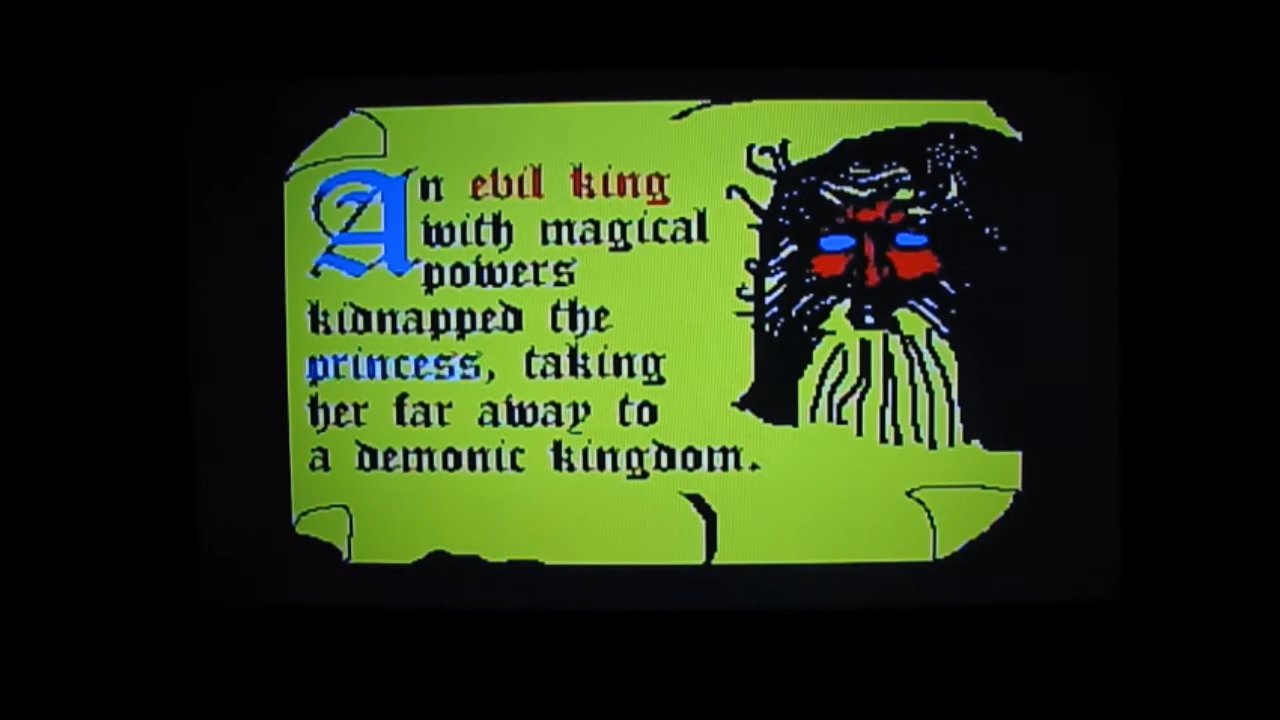 An evil king
with magical
powers
kidnapped the
princess, taking
her far away to
a demonic kingdom.